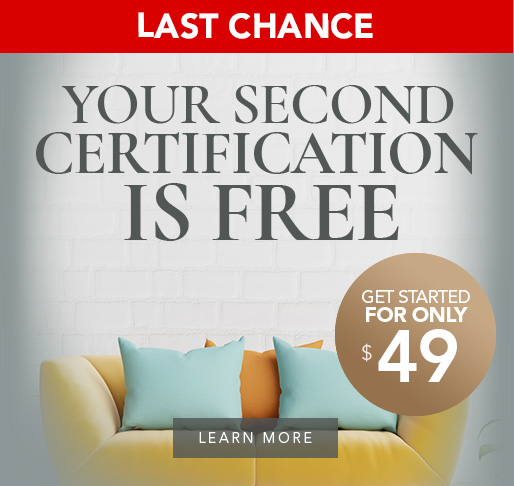 LAST CHANCE
YOUR SECOND
CERTIFICATION
IS FREE
GET STARTED
FOR ONLY
$49
LEARN MORE